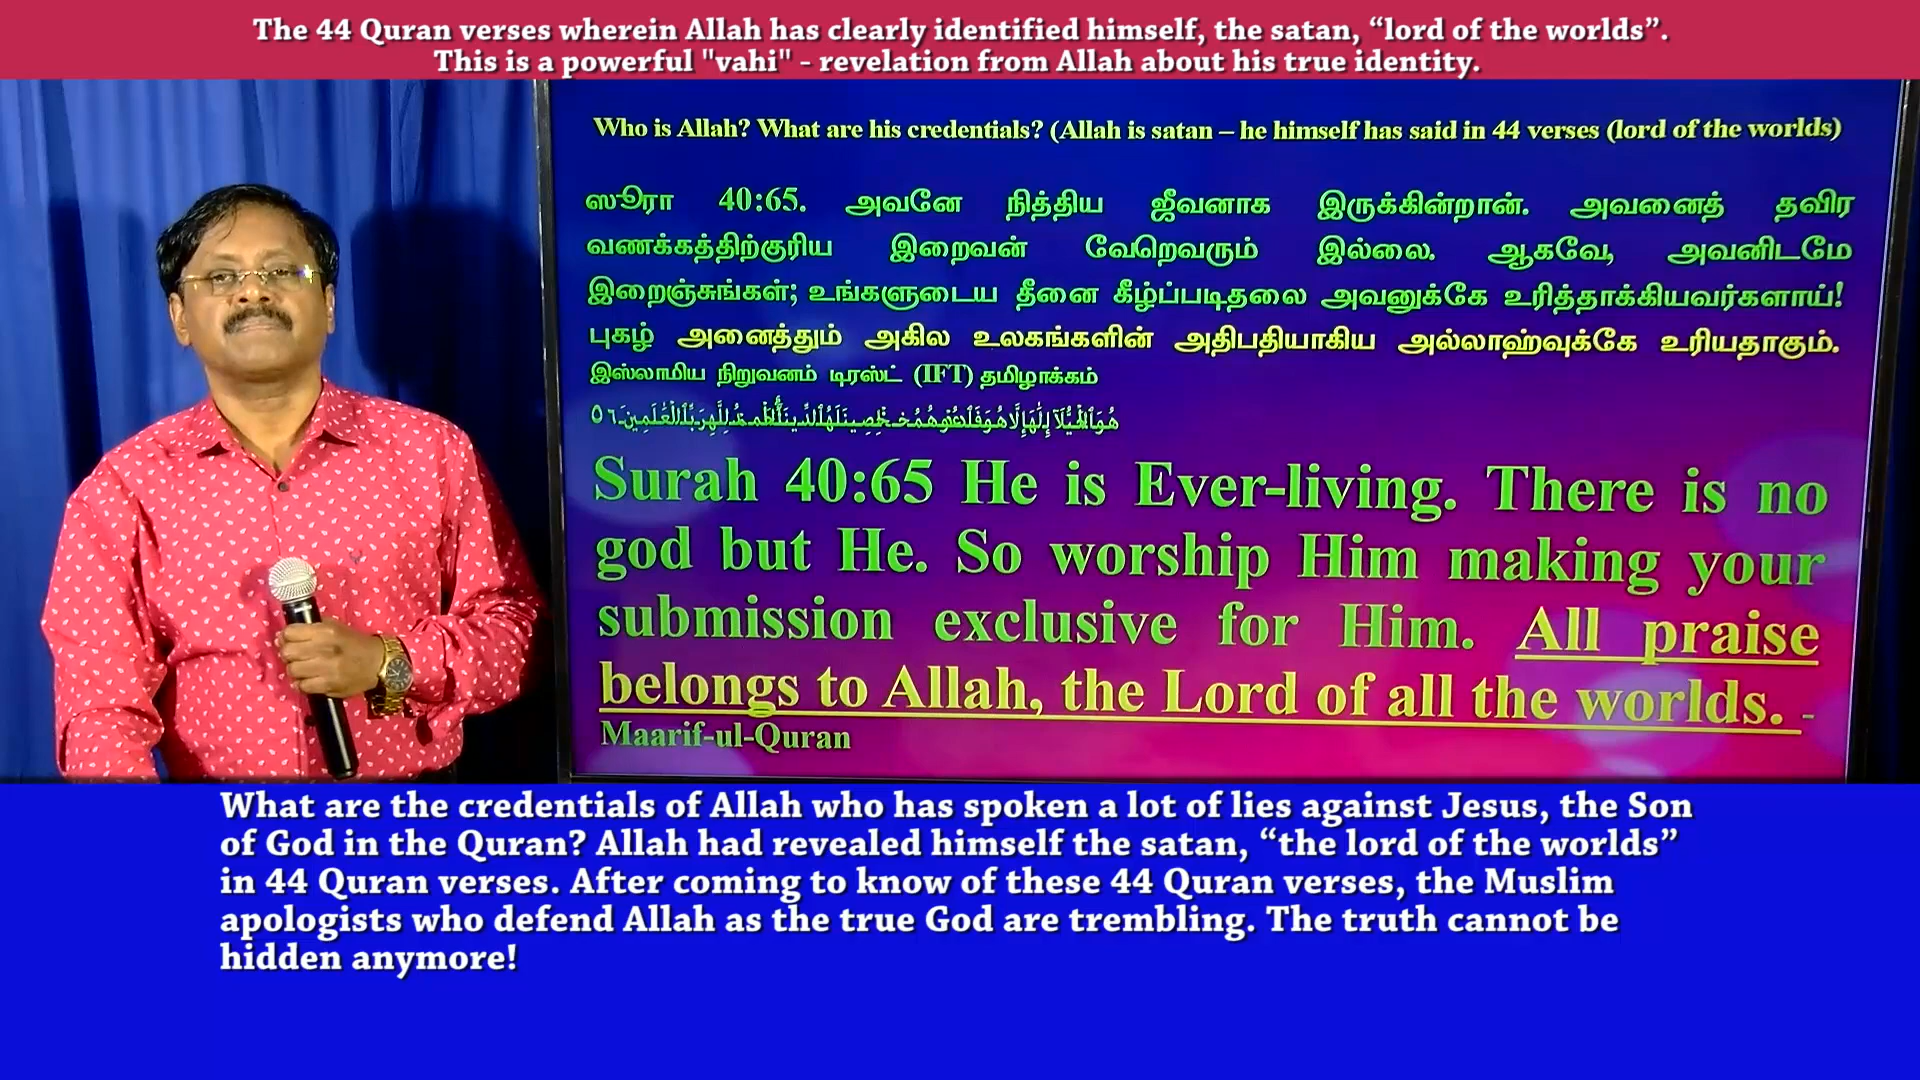 The 44 Quran verses wherein Allah has clearly identified himself, the satan, “lord of the worlds”.
This is a powerful "vahi" - revelation from Allah about his true identity.
Who is Allah? What are his credentials? (Allah is satan – he himself has said in 44 verses (lord of the worlds)
ஸூரா 40:65. அவனே நித்திய ஜீவனாக இருக்கின்றான். அவனைத் தவிர
வணக்கத்திற்குரிய இறைவன் வேறெவரும் இல்லை. ஆகவே, அவனிடமே
இறைஞ்சுங்கள்; உங்களுடைய தீனை கீழ்ப்படிதலை அவனுக்கே உரித்தாக்கியவர்களாய்!
புகழ் அனைத்தும் அகில உலகங்களின் அதிபதியாகிய அல்லாஹ்வுக்கே உரியதாகும்.
இஸ்லாமிய நிறுவனம் டிரஸ்ட் (IFT) தமிழாக்கம்
Surah 40:65 He is Ever-living. There is no
god but He. So worship Him making your
submission exclusive for Him. All praise
belongs to Allah, the Lord of all the worlds. -
Maarif-ul-Quran
What are the credentials of Allah who has spoken a lot of lies against Jesus, the Son
of God in the Quran? Allah had revealed himself the satan, “the lord of the worlds”
in 44 Quran verses. After coming to know of these 44 Quran verses, the Muslim
apologists who defend Allah as the true God are trembling. The truth cannot be
hidden anymore!